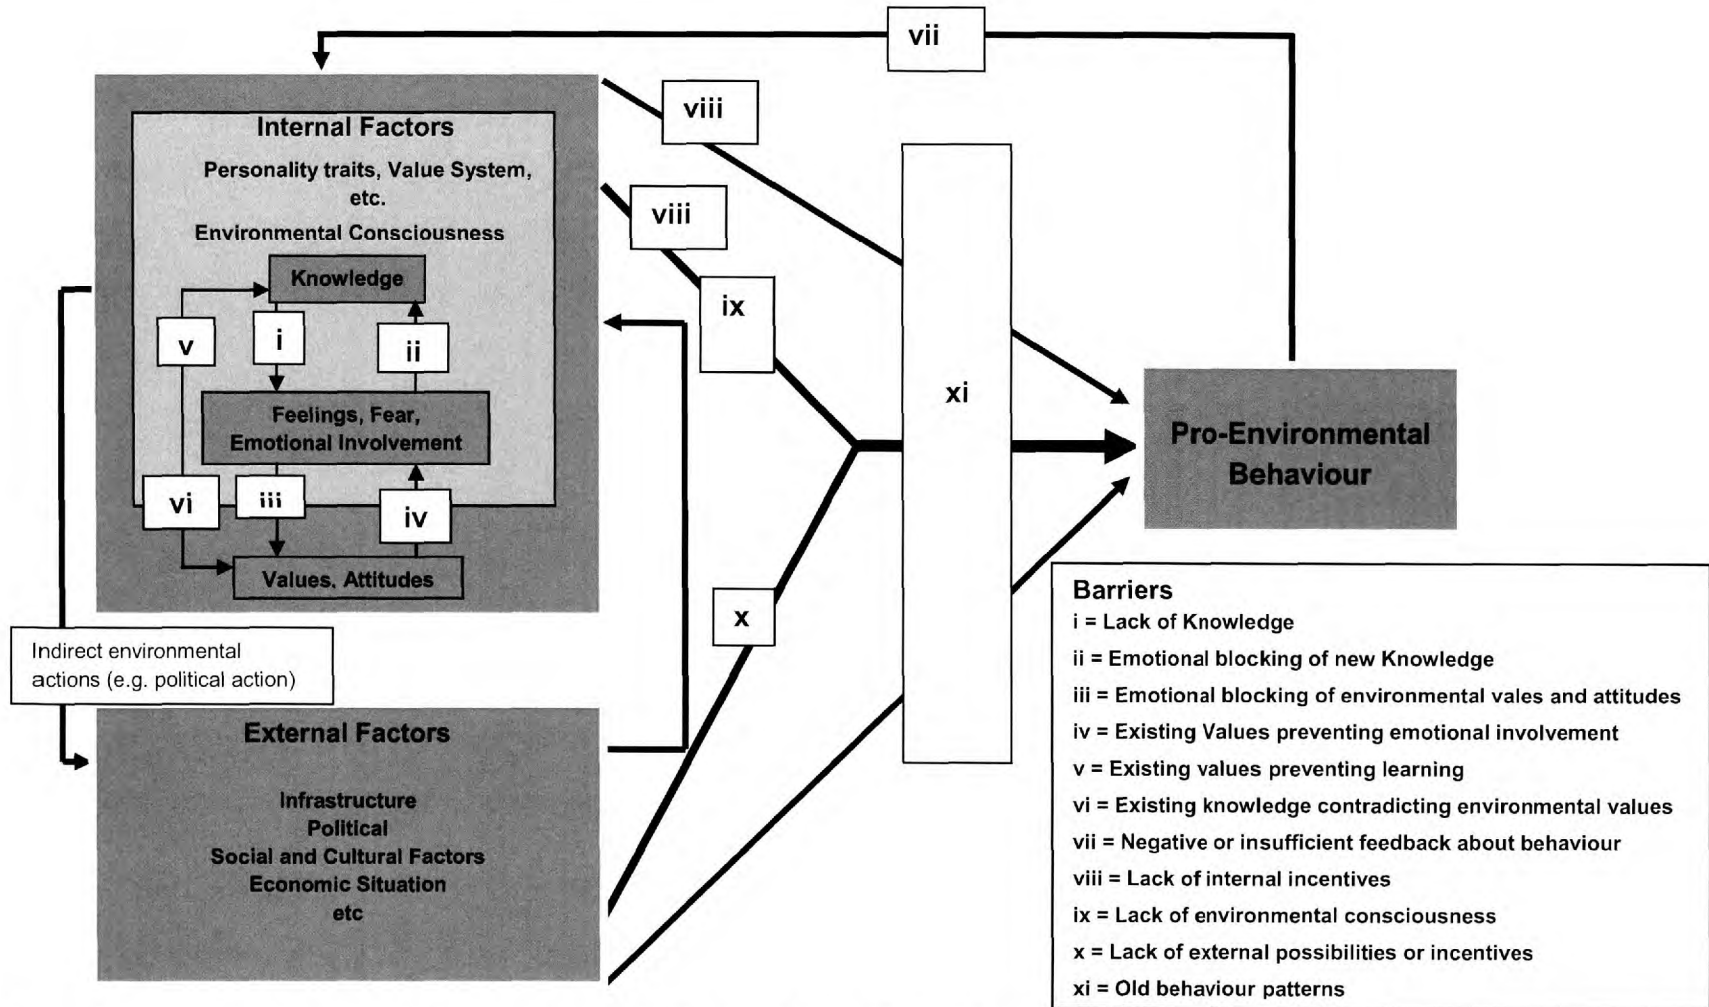 vii
viii
Internal Factors
Personality traits, Value System,
etc.
viii
Environmental Consciousness
Knowledge
ix
v
i
ii
xi
Feelings, Fear,
Emotional Involvement
Pro-Environmental
Behaviour
vi
iii
iv
Values, Attitudes
x
Indirect environmental
actions (e.g. political action)
External Factors
Infrastructure
Political
Social and Cultural Factors
Economic Situation
etc
Barriers
i = Lack of Knowledge
ii = Emotional blocking of new Knowledge
iii = Emotional blocking of environmental vales and attitudes
iv = Existing Values preventing emotional involvement
v = Existing values preventing learning
vi = Existing knowledge contradicting environmental values
vii = Negative or insufficient feedback about behaviour
viii = Lack of internal incentives
ix = Lack of environmental consciousness
x = Lack of external possibilities or incentives
xi = Old behaviour patterns